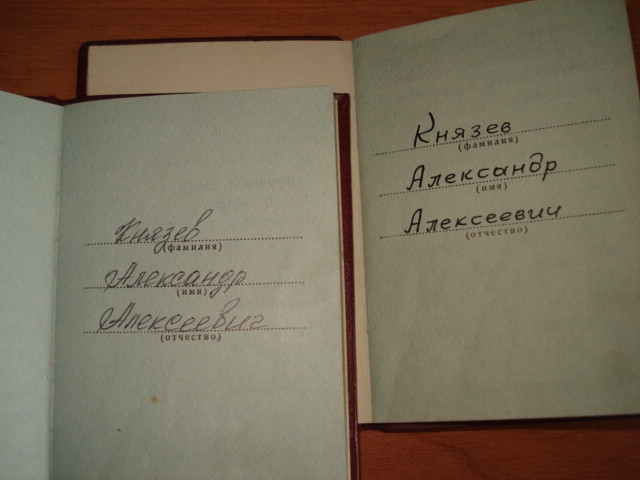 Князев
(фамилия)
Александр
(имя)
Алексеевич
(отчество)
Князев
(фамилия)
Александр
(имя)
Алексеевич
(отчество)